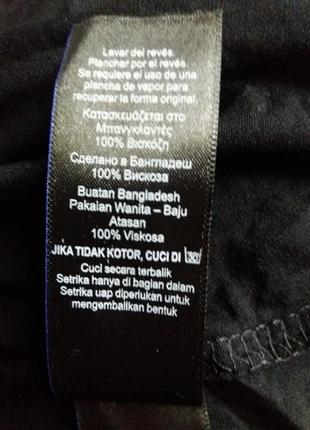 Lavar del revés.
Planchar por el revés.
Se requiere el uso de una
plancha de vapor para
recuperar la forma original.
Κατασκευάζεται στο
Μπανγκλαντές
100% Βισκόζη
Сделано в Бангладеш
100% Вискоза
Buatan Bangladesh
Pakaian Wanita – Baju
Atasan
100% Viskosa
JIKA TIDAK KOTOR, CUCI DI 30
Cuci secara terbalik
Setrika hanya di bagian dalam
Setrika uap diperlukan untuk
mengembalikan bentuk